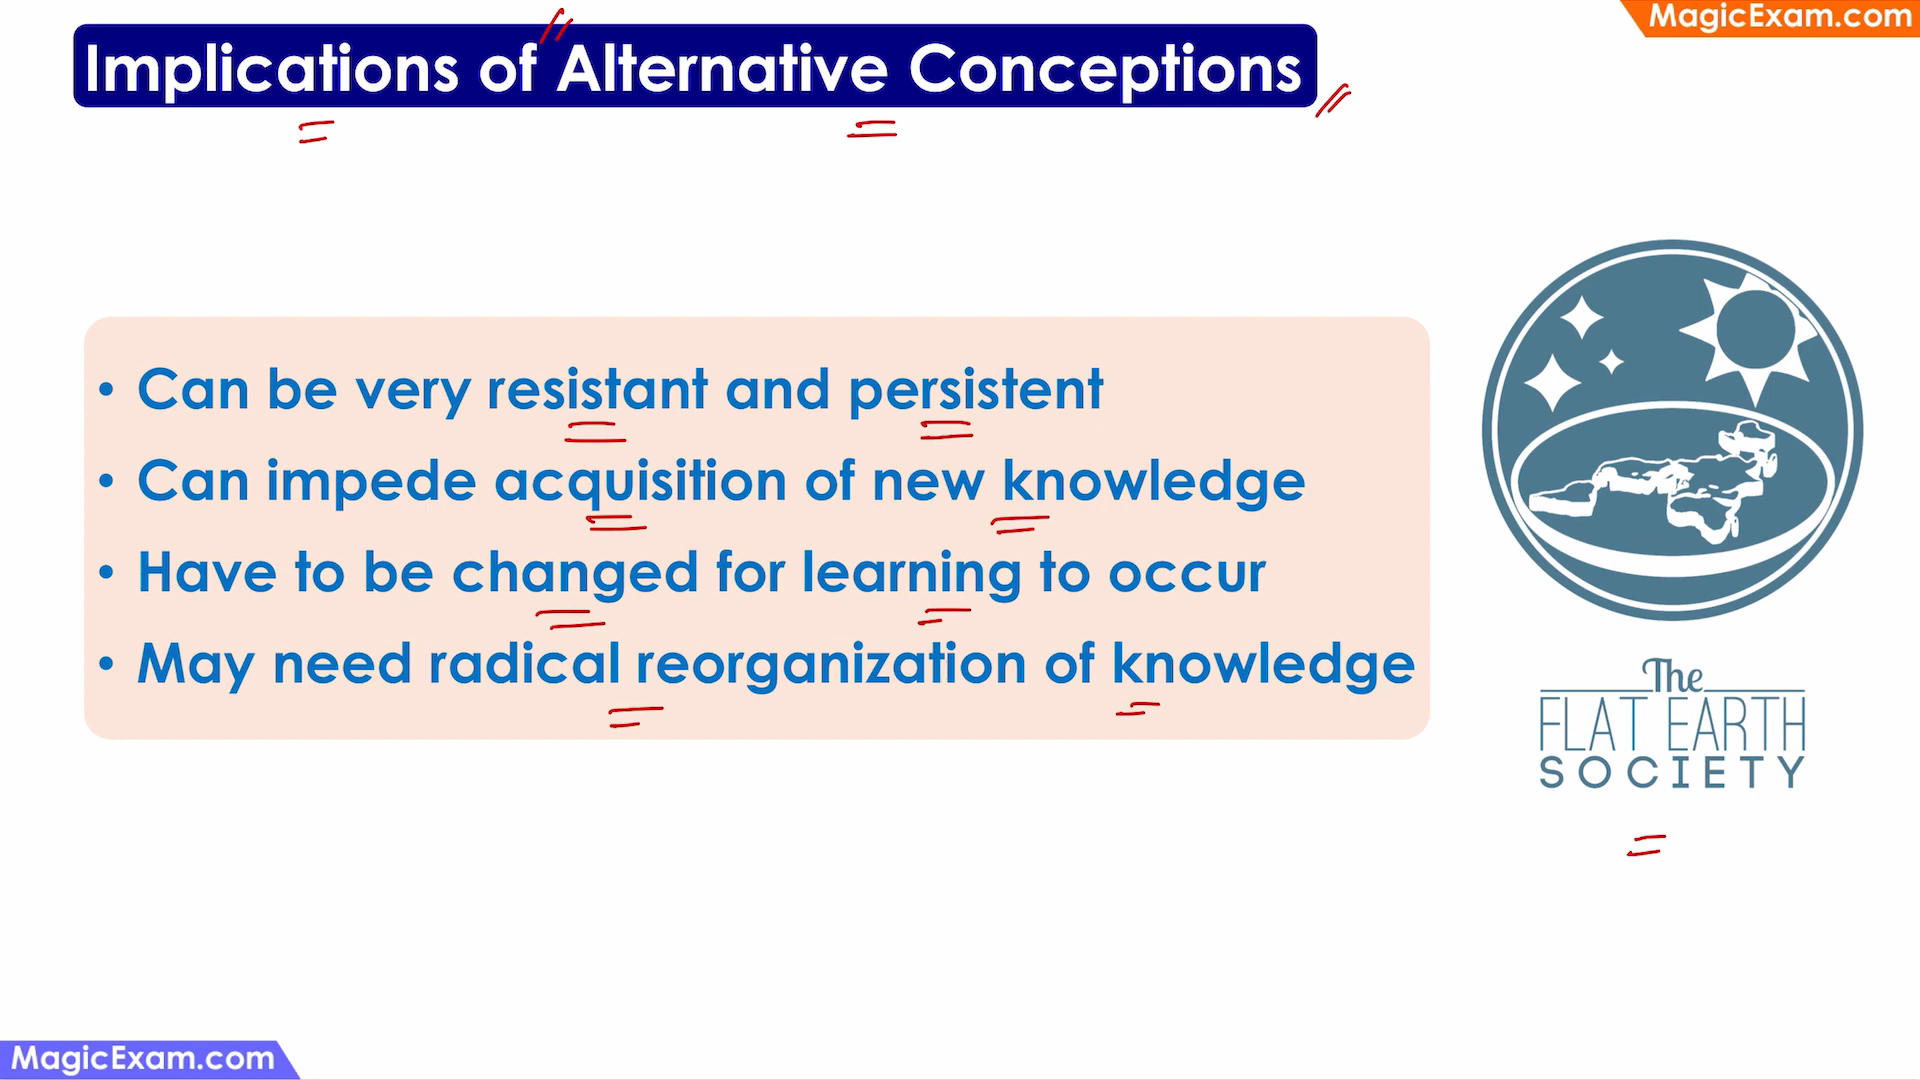 MagicExam.com
Implications of Alternative Conceptions
• Can be very resistant and persistent
• Can impede acquisition of new knowledge
• Have to be changed for learning to occur
• May need radical reorganization of knowledge
The
FLAT EARTH
SOCIETY
MagicExam.com